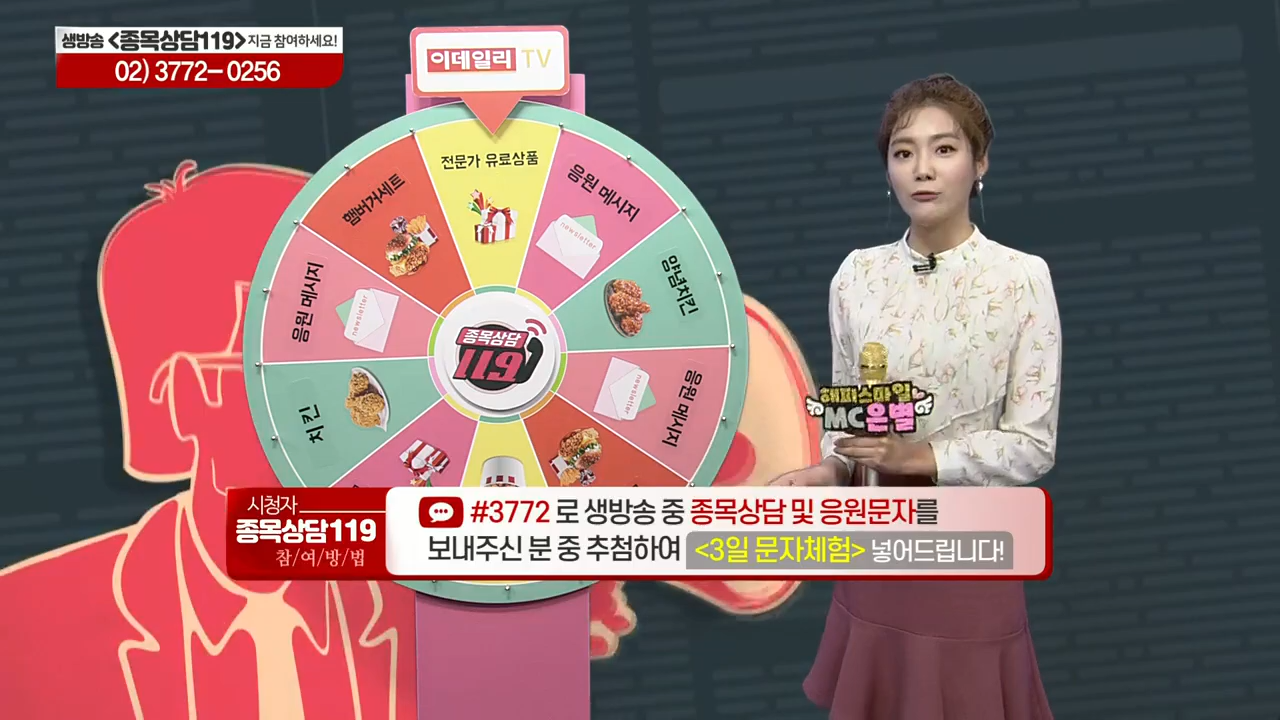 생방송 <종목상담119> 지금 참여하세요!
02) 3772-0256
이데일리 TV
전문가 유료상품
응원 메시지
newsletter
양념치킨
응원 메시지
newsletter
햄버거세트
응원 메시지
newsletter
치킨
종목상담
119
해피스마일
MC은별
시청자
종목상담119
참/여/방/법
#3772 로 생방송 중 종목상담 및 응원문자를
보내주신 분 중 추첨하여 <3일 문자체험> 넣어드립니다!